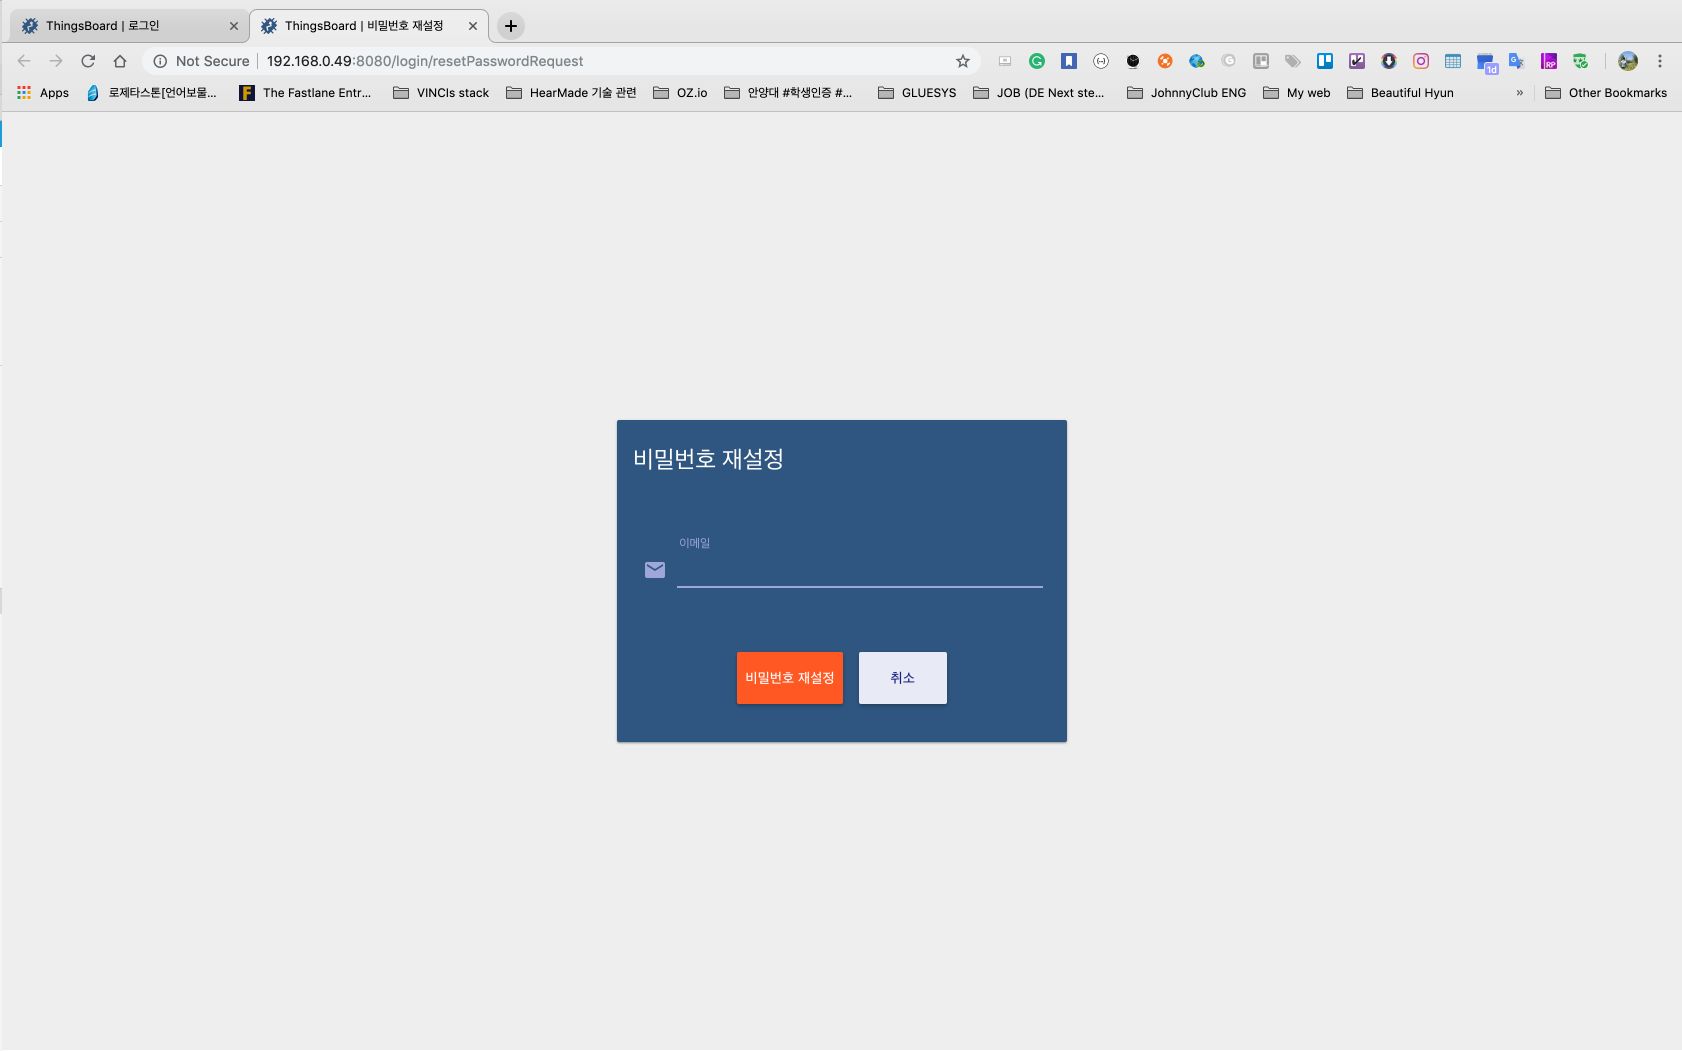 ThingsBoard | 로그인
ThingsBoard | 비밀번호 재설정
Not Secure
192.168.0.49:8080/login/resetPasswordRequest
1d
RP
Apps
로제타스톤[언어보물...
The Fastlane Entr...
VINCIs stack
HearMade 기술 관련
OZ.io
안양대 #학생인증 #...
GLUESYS
JOB (DE Next ste...
JohnnyClub ENG
My web
Beautiful Hyun
»
Other Bookmarks
비밀번호 재설정
이메일
비밀번호 재설정
취소